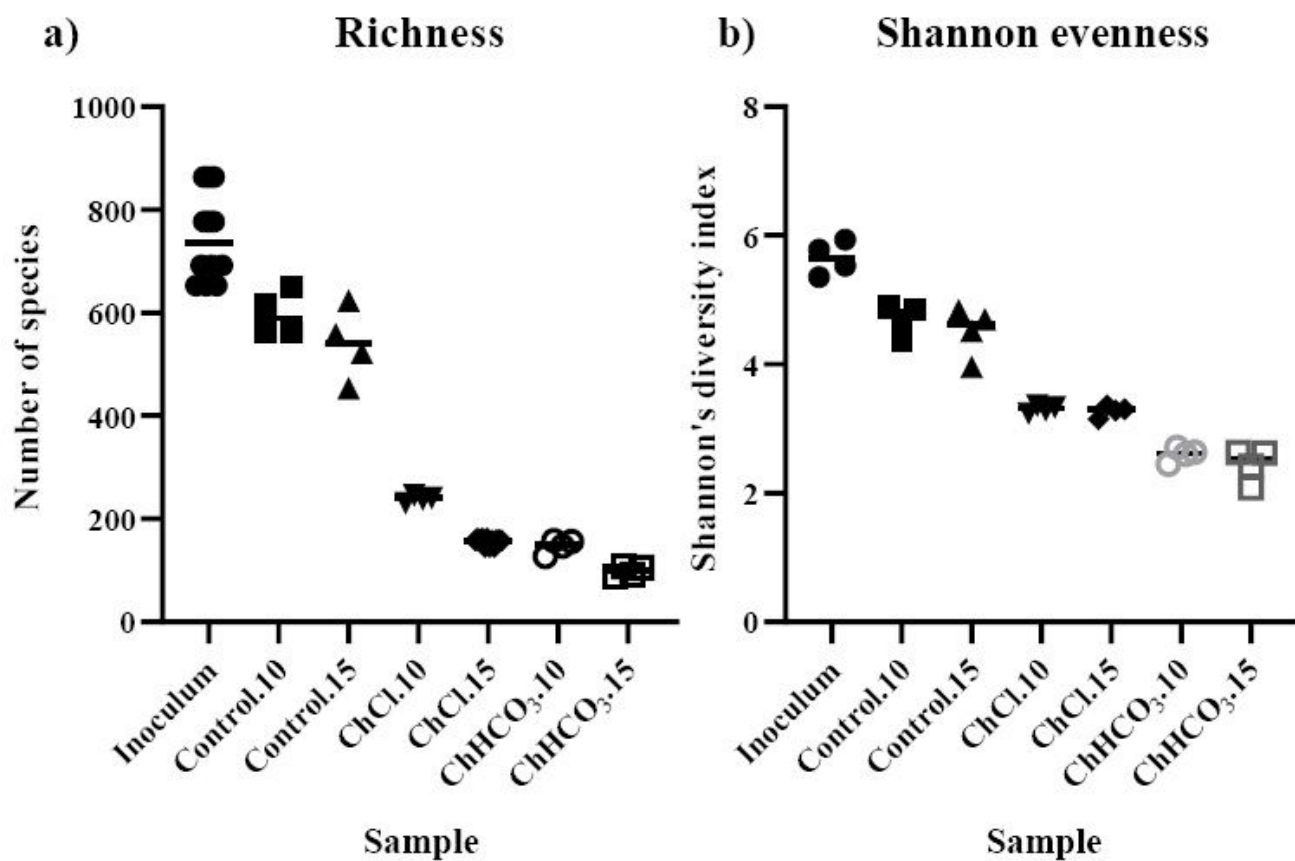 a) Richness
Number of species
1000
800
600
400
200
0
Inoculum
Control.10
Control.15
ChCl.10
ChCl.15
ChHCO₃.10
ChHCO₃.15
Sample
b) Shannon evenness
Shannon's diversity index
8
6
4
2
0
Inoculum
Control.10
Control.15
ChCl.10
ChCl.15
ChHCO₃.10
ChHCO₃.15
Sample